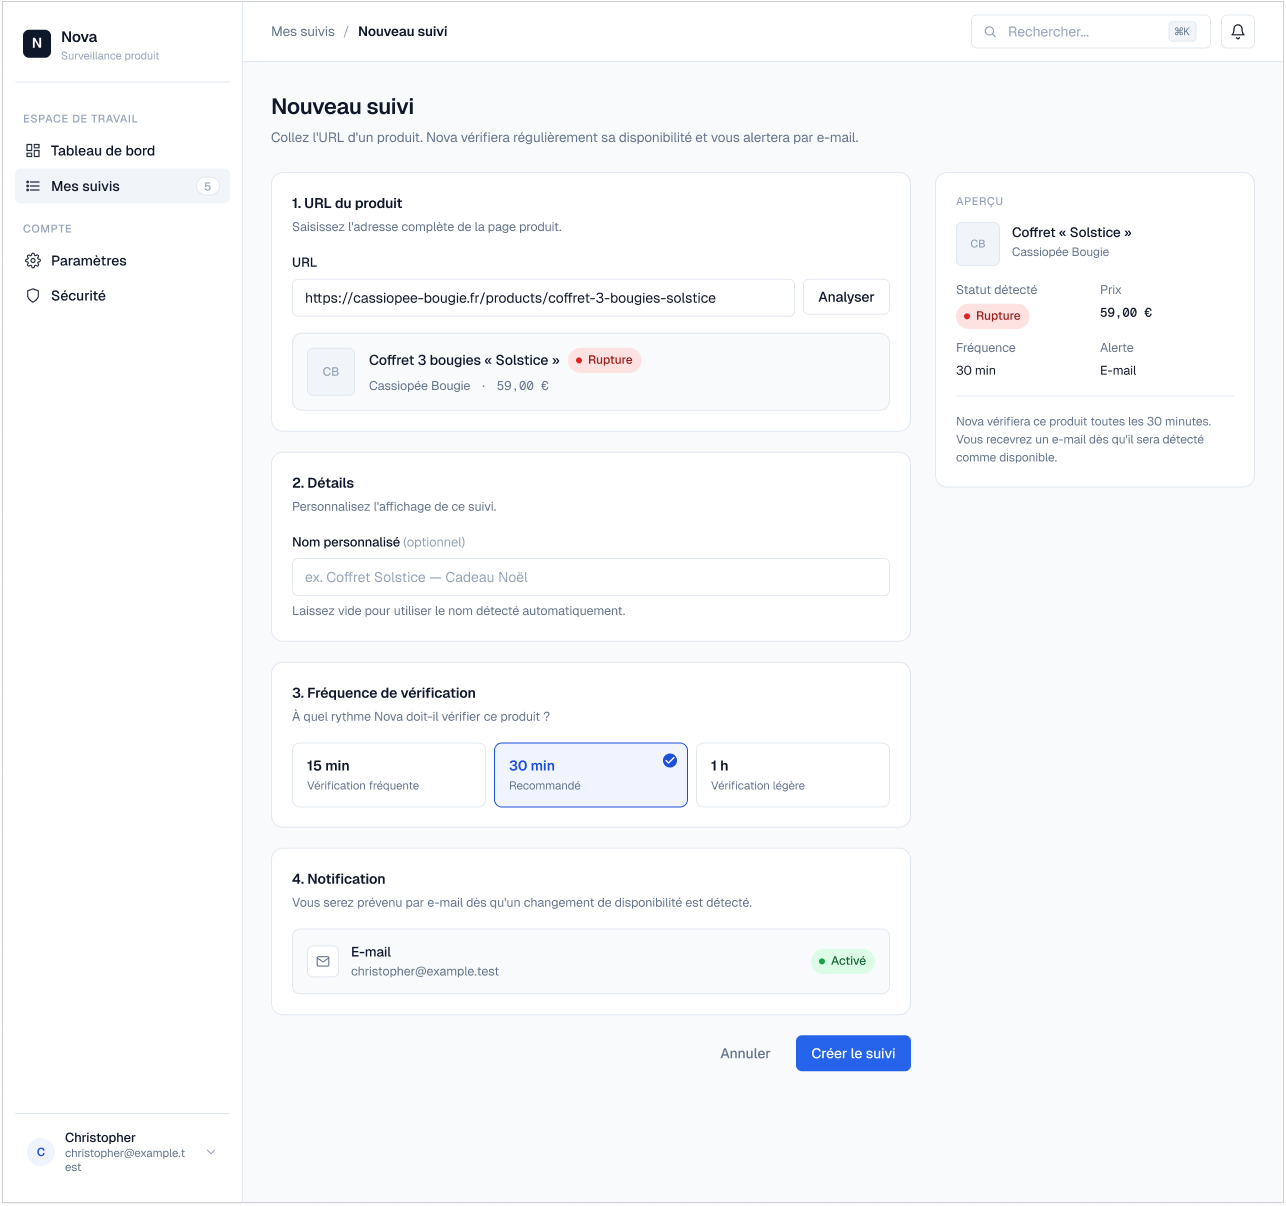 N
Nova
Surveillance produit
ESPACE DE TRAVAIL
Tableau de bord
Mes suivis 5
COMPTE
Paramètres
Sécurité
Christopher
C
christopher@example.t
est
Mes suivis / Nouveau suivi
Rechercher... ⌘K
Nouveau suivi
Collez l'URL d'un produit. Nova vérifiera régulièrement sa disponibilité et vous alertera par e-mail.
1. URL du produit
Saisissez l'adresse complète de la page produit.
URL
https://cassiopee-bougie.fr/products/coffret-3-bougies-solstice Analyser
CB
Coffret 3 bougies « Solstice » Rupture
Cassiopée Bougie · 59,00 €
2. Détails
Personnalisez l'affichage de ce suivi.
Nom personnalisé (optionnel)
ex. Coffret Solstice — Cadeau Noël
Laissez vide pour utiliser le nom détecté automatiquement.
3. Fréquence de vérification
À quel rythme Nova doit-il vérifier ce produit ?
15 min
Vérification fréquente
30 min
Recommandé
1 h
Vérification légère
4. Notification
Vous serez prévenu par e-mail dès qu'un changement de disponibilité est détecté.
E-mail
christopher@example.test
Activé
Annuler Créer le suivi
APERÇU
CB
Coffret « Solstice »
Cassiopée Bougie
Statut détecté Prix
Rupture 59,00 €
Fréquence Alerte
30 min E-mail
Nova vérifiera ce produit toutes les 30 minutes.
Vous recevrez un e-mail dès qu'il sera détecté
comme disponible.